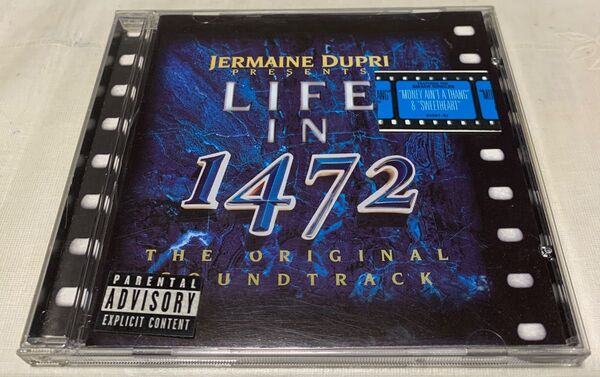 JERMAINE DUPRI
PRESENTS
LIFE
IN
1472
THE ORIGINAL
SOUNDTRACK
"MONEY AIN'T A THANG"
& "SWEETHEART"
PARENTAL
ADVISORY
EXPLICIT CONTENT